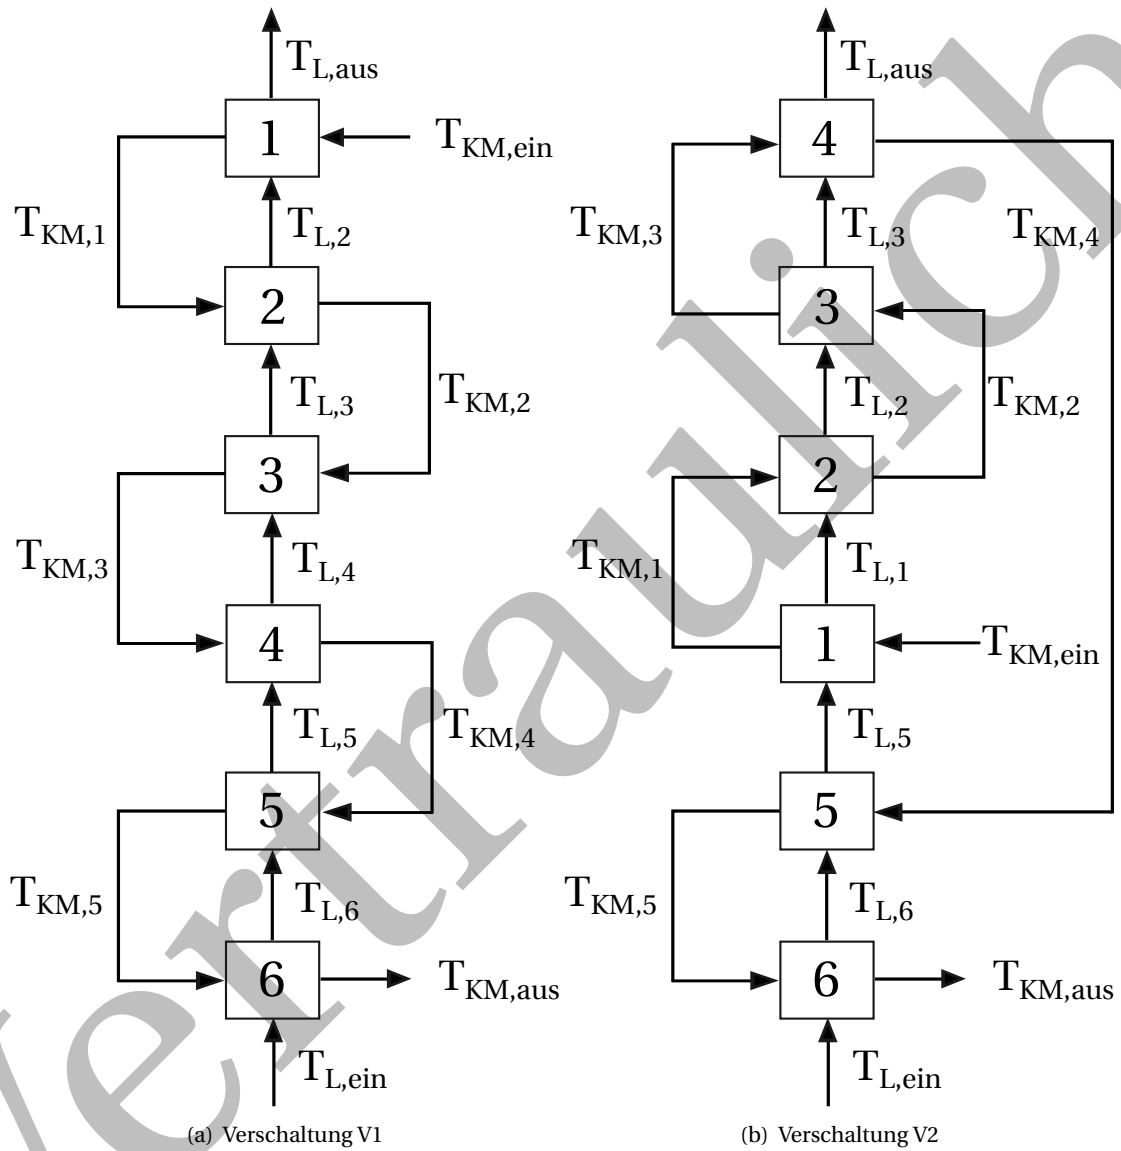 T_L,aus
1
T_KM,ein
T_KM,1
T_L,2
2
T_L,3
T_KM,2
3
T_KM,3
T_L,4
4
T_L,5
T_KM,4
5
T_KM,5
T_L,6
6
T_KM,aus
T_L,ein
(a) Verschaltung V1
T_L,aus
4
T_KM,3
T_L,3
T_KM,4
3
T_L,2
T_KM,2
2
T_KM,1
T_L,1
1
T_KM,ein
T_L,5
5
T_KM,5
T_L,6
6
T_KM,aus
T_L,ein
(b) Verschaltung V2
Vertraulich